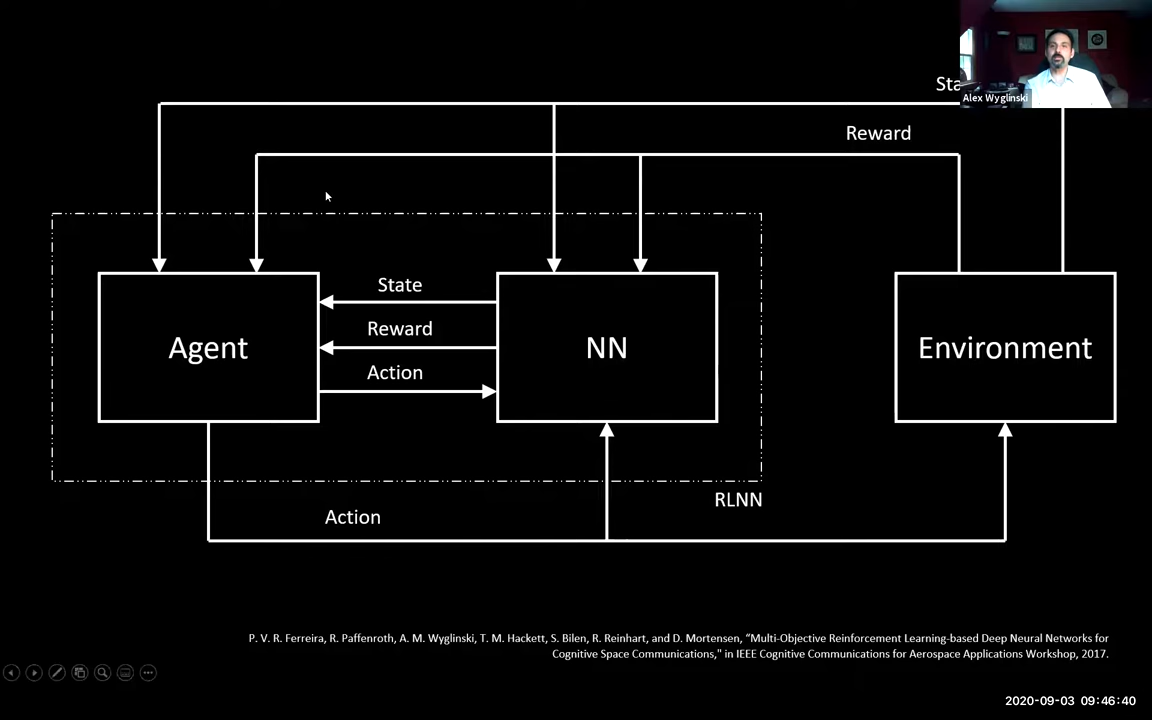 Alex Wyglinski
Reward
State
Reward
Action
Agent
NN
Environment
RLNN
Action
P. V. R. Ferreira, R. Paffenroth, A. M. Wyglinski, T. M. Hackett, S. Bilen, R. Reinhart, and D. Mortensen, “Multi-Objective Reinforcement Learning-based Deep Neural Networks for
Cognitive Space Communications," in IEEE Cognitive Communications for Aerospace Applications Workshop, 2017.
2020-09-03 09:46:40